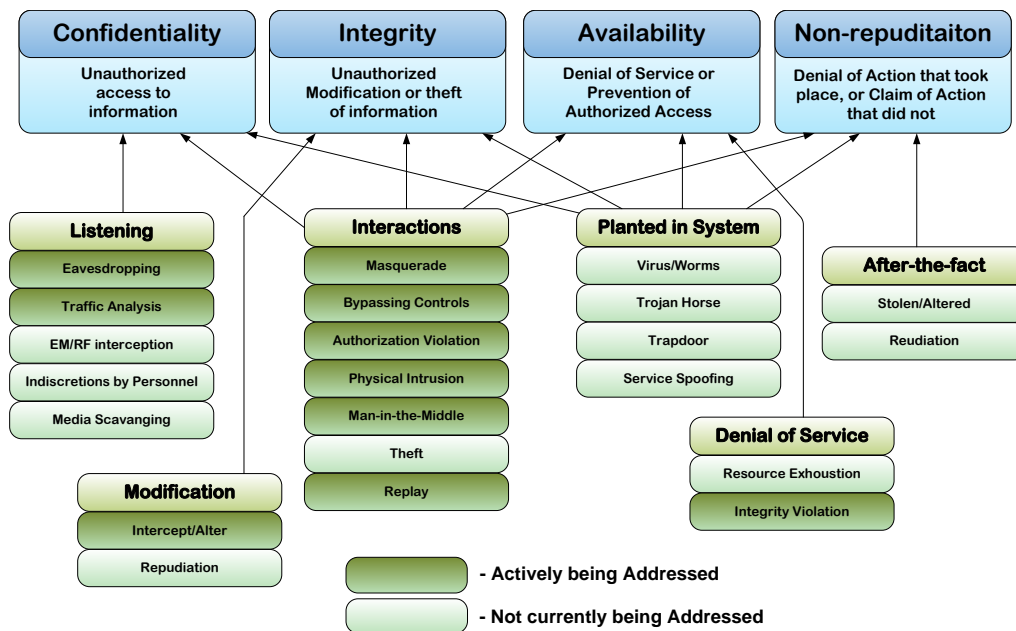 Confidentiality
Unauthorized
access to
information
Integrity
Unauthorized
Modification or theft
of information
Availability
Denial of Service or
Prevention of
Authorized Access
Non-repuditaiton
Denial of Action that took
place, or Claim of Action
that did not
Listening
Eavesdropping
Traffic Analysis
EM/RF interception
Indiscretions by Personnel
Media Scavanging
Modification
Intercept/Alter
Repudiation
Interactions
Masquerade
Bypassing Controls
Authorization Violation
Physical Intrusion
Man-in-the-Middle
Theft
Replay
Planted in System
Virus/Worms
Trojan Horse
Trapdoor
Service Spoofing
Denial of Service
Resource Exhoustion
Integrity Violation
After-the-fact
Stolen/Altered
Reudiation
- Actively being Addressed
- Not currently being Addressed